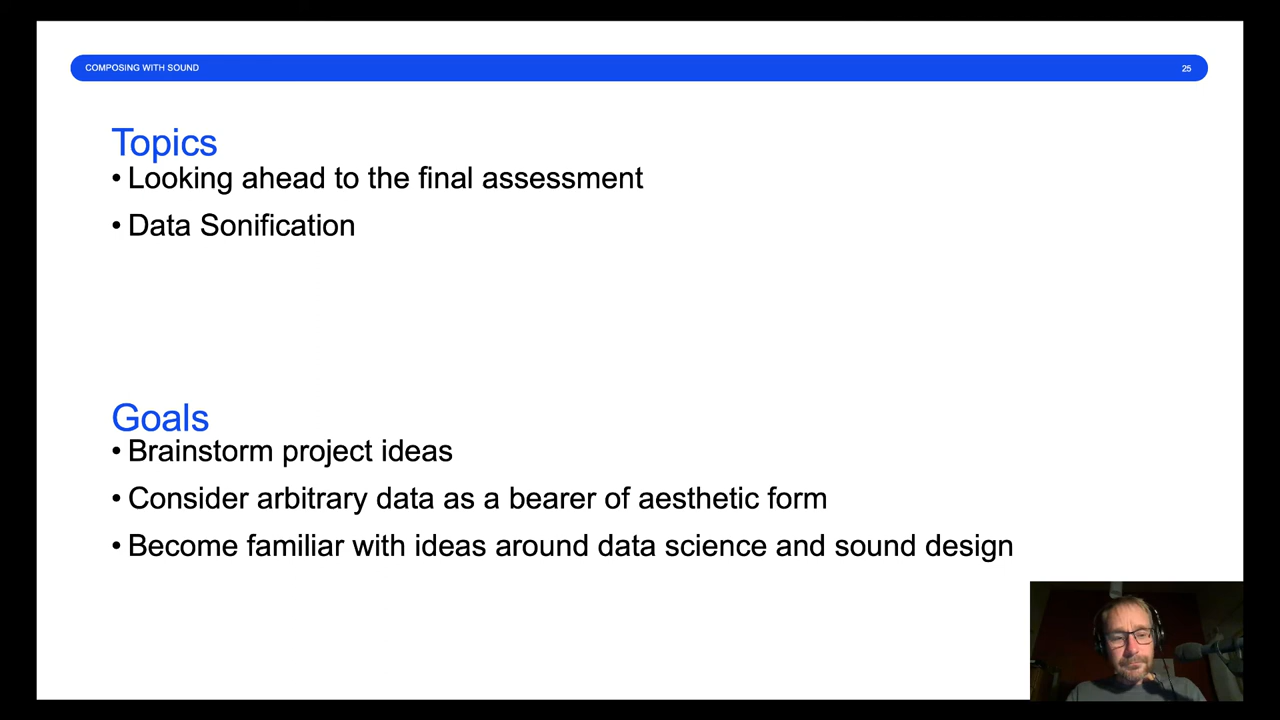 COMPOSING WITH SOUND
25
Topics
• Looking ahead to the final assessment
• Data Sonification
Goals
• Brainstorm project ideas
• Consider arbitrary data as a bearer of aesthetic form
• Become familiar with ideas around data science and sound design